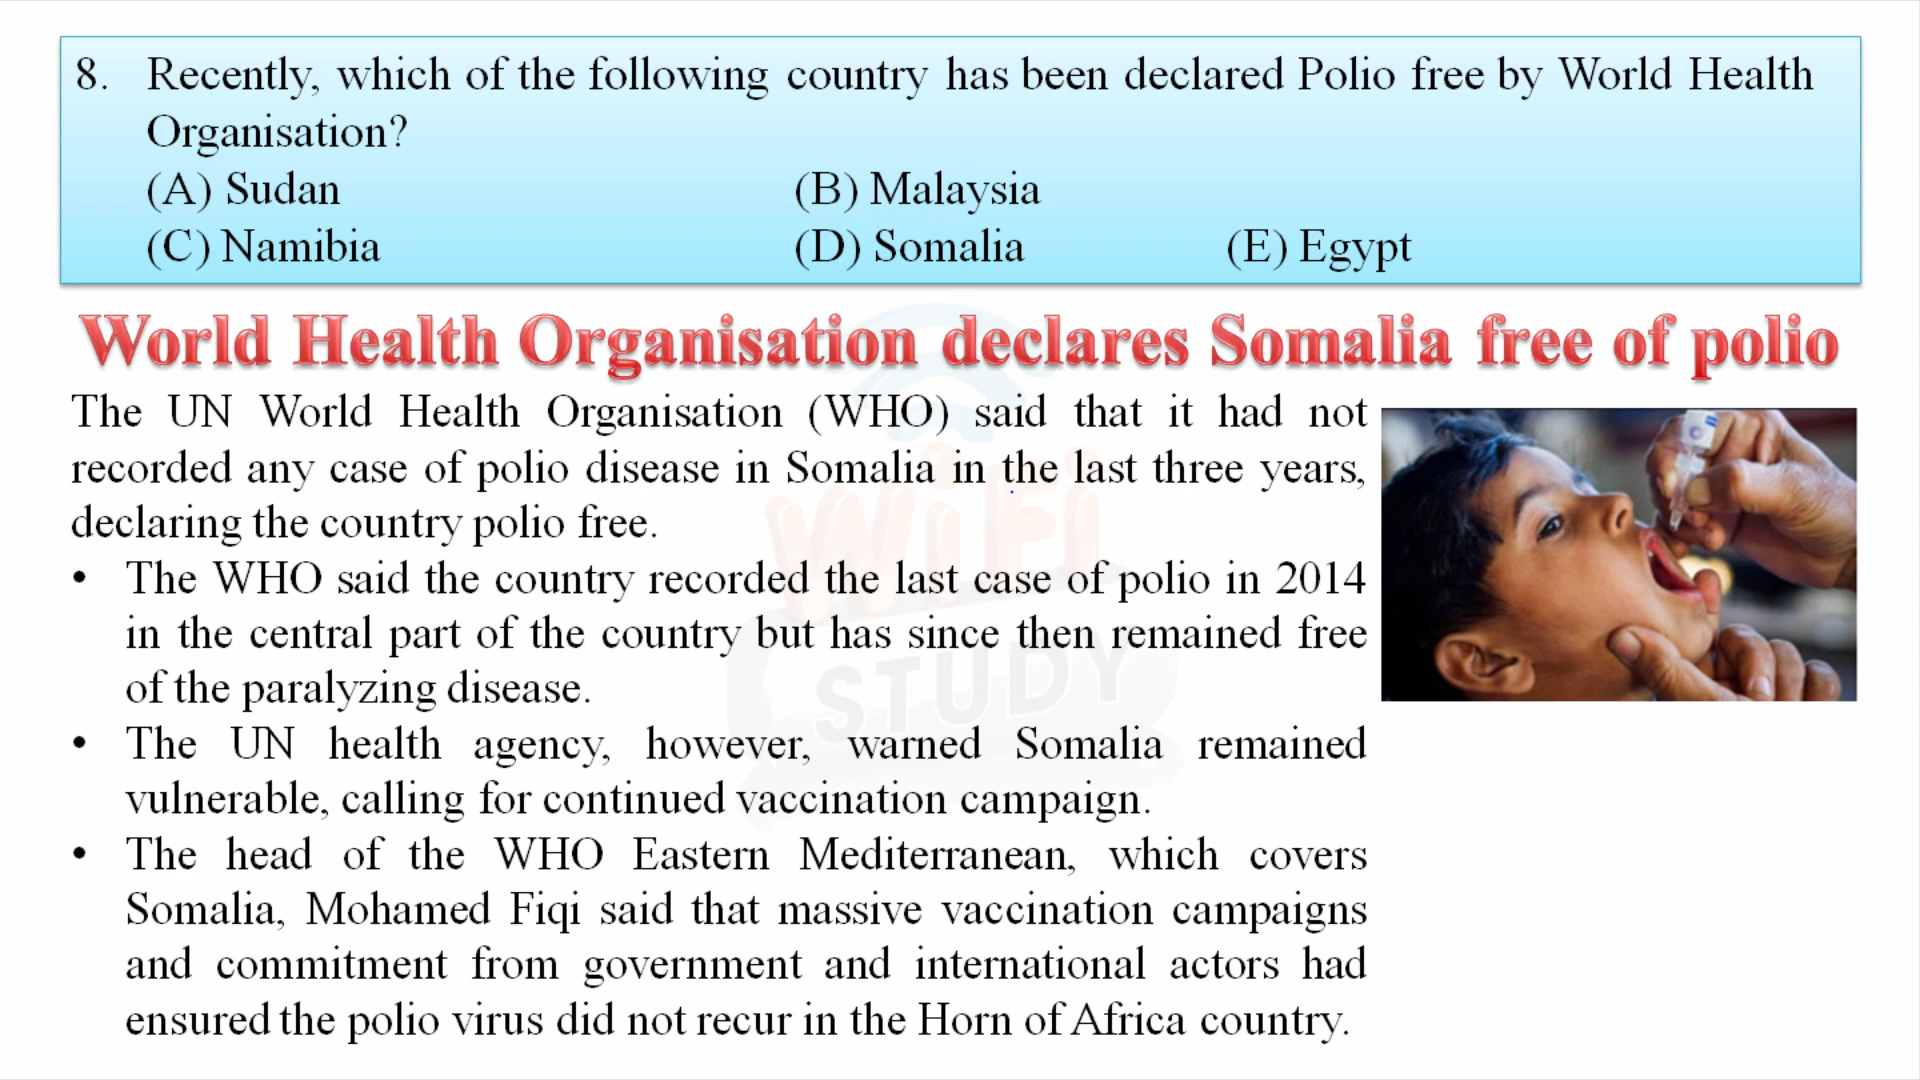 8. Recently, which of the following country has been declared Polio free by World Health
Organisation?
(A) Sudan (B) Malaysia
(C) Namibia (D) Somalia (E) Egypt
World Health Organisation declares Somalia free of polio
The UN World Health Organisation (WHO) said that it had not
recorded any case of polio disease in Somalia in the last three years,
declaring the country polio free.
• The WHO said the country recorded the last case of polio in 2014
in the central part of the country but has since then remained free
of the paralyzing disease.
• The UN health agency, however, warned Somalia remained
vulnerable, calling for continued vaccination campaign.
• The head of the WHO Eastern Mediterranean, which covers
Somalia, Mohamed Fiqi said that massive vaccination campaigns
and commitment from government and international actors had
ensured the polio virus did not recur in the Horn of Africa country.
WiFi
STUDY